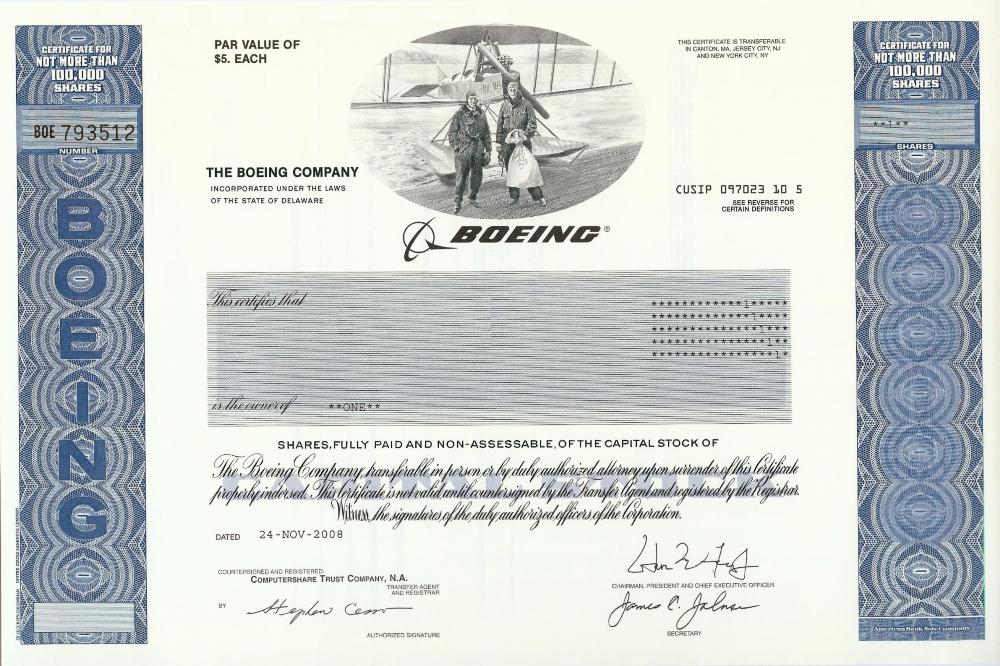 CERTIFICATE FOR
NOT MORE THAN
100,000
SHARES
BOE 793512
NUMBER
BOEING
PAR VALUE OF
$5. EACH
THIS CERTIFICATE IS TRANSFERABLE
IN CANTON, MA, JERSEY CITY, NJ
AND NEW YORK CITY, NY
CERTIFICATE FOR
NOT MORE THAN
100,000
SHARES
**1**
SHARES
THE BOEING COMPANY
INCORPORATED UNDER THE LAWS
OF THE STATE OF DELAWARE
CUSIP 097023 10 5
SEE REVERSE FOR
CERTAIN DEFINITIONS
BOEING®
This certifies that
************1*****
*************1****
**************1***
***************1**
****************1*
is the owner of **ONE**
SHARES, FULLY PAID AND NON-ASSESSABLE, OF THE CAPITAL STOCK OF
The Boeing Company, transferable in person or by duly authorized attorney upon surrender of this Certificate
properly indorsed. This Certificate is not valid until countersigned by the Transfer Agent and registered by the Registrar.
Witness, the signatures of the duly authorized officers of the Corporation.
DATED 24-NOV-2008
COUNTERSIGNED AND REGISTERED:
COMPUTERSHARE TRUST COMPANY, N.A.
TRANSFER AGENT
AND REGISTRAR
BY
AUTHORIZED SIGNATURE
CHAIRMAN, PRESIDENT AND CHIEF EXECUTIVE OFFICER
James C. Johnson
SECRETARY
American Bank Note Company